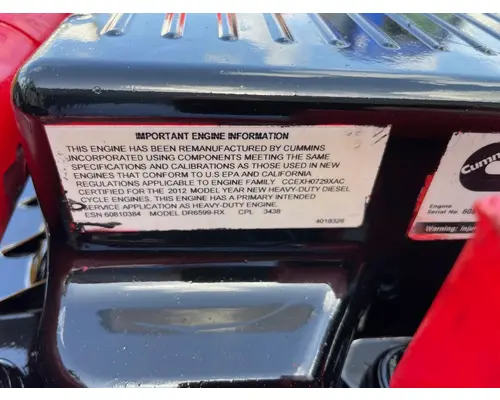 IMPORTANT ENGINE INFORMATION
THIS ENGINE HAS BEEN REMANUFACTURED BY CUMMINS
INCORPORATED USING COMPONENTS MEETING THE SAME
SPECIFICATIONS AND CALIBRATIONS AS THOSE USED IN NEW
ENGINES THAT CONFORM TO U.S EPA AND CALIFORNIA
REGULATIONS APPLICABLE TO ENGINE FAMILY CCEXH0729XAC
CERTIFIED FOR THE 2012 MODEL YEAR NEW HEAVY-DUTY DIESEL
CYCLE ENGINES. THIS ENGINE HAS A PRIMARY INTENDED
SERVICE APPLICATION AS HEAVY-DUTY ENGINE.
ESN 60810384 MODEL DR6599-RX CPL 3438
4018326
Cummins
Engine
Serial No.
Warning: